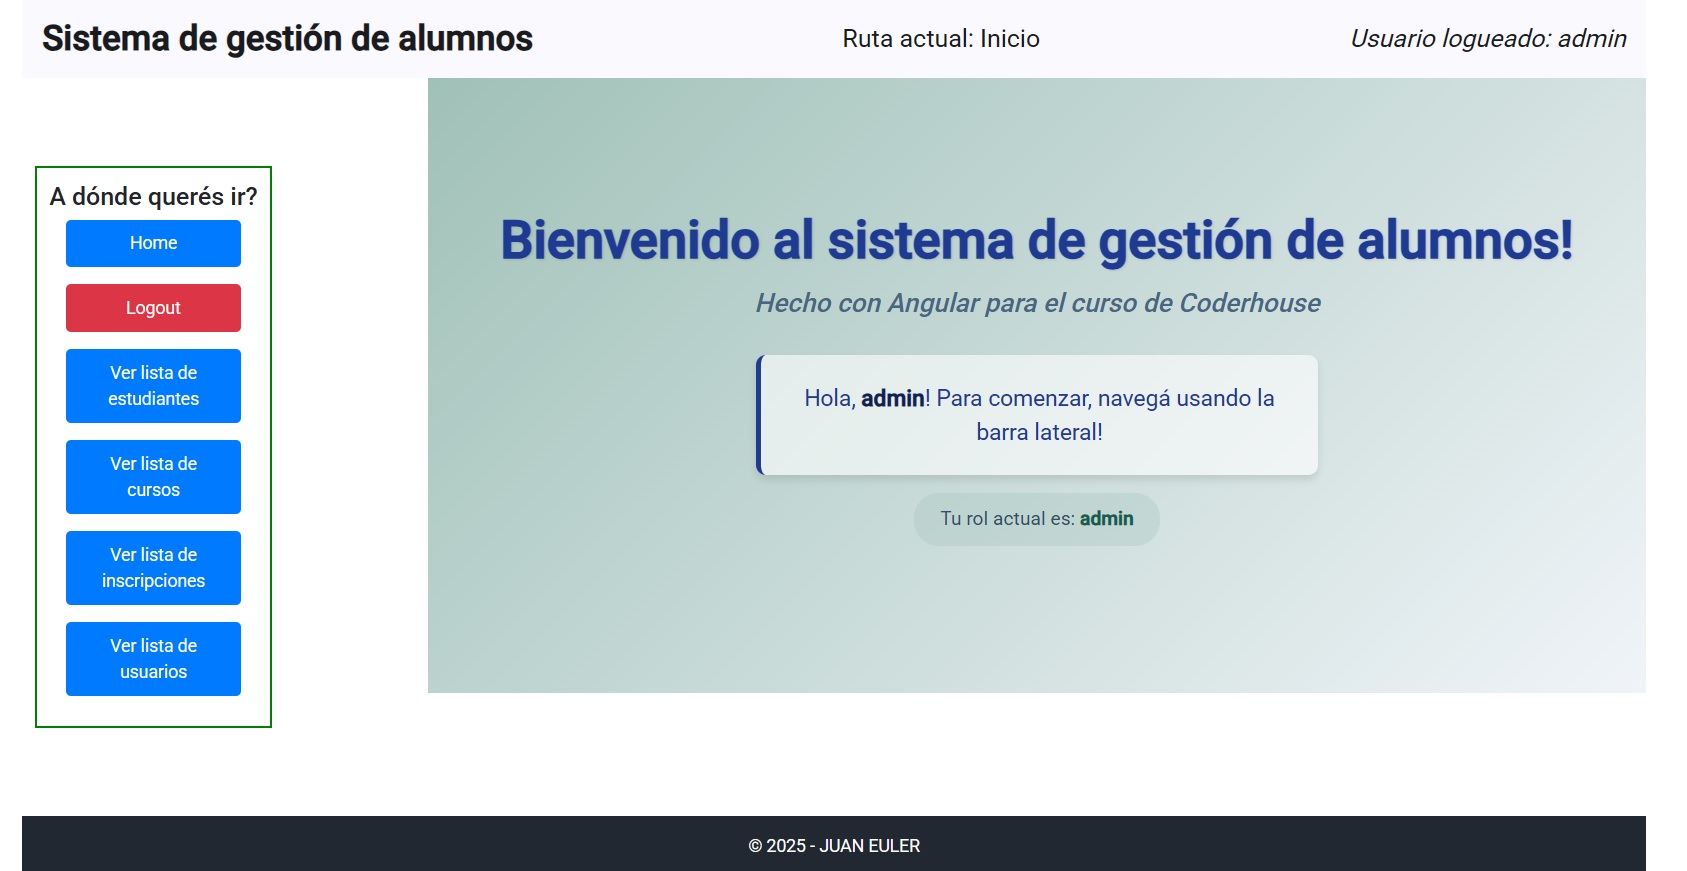 Sistema de gestión de alumnos
Ruta actual: Inicio
Usuario logueado: admin
A dónde querés ir?
Home
Logout
Ver lista de
estudiantes
Ver lista de
cursos
Ver lista de
inscripciones
Ver lista de
usuarios
Bienvenido al sistema de gestión de alumnos!
Hecho con Angular para el curso de Coderhouse
Hola, admin! Para comenzar, navegá usando la
barra lateral!
Tu rol actual es: admin
© 2025 - JUAN EULER